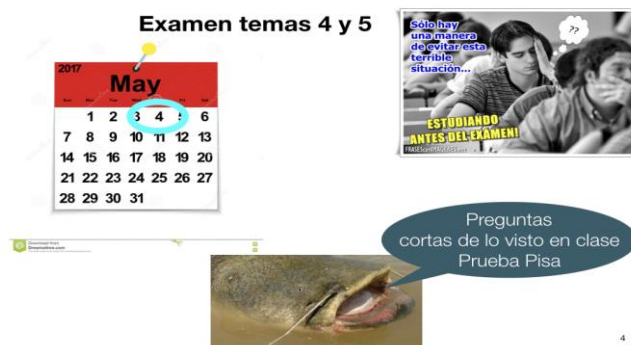 Examen temas 4 y 5
2017
May
1 2 3 4 5 6
7 8 9 10 11 12 13
14 15 16 17 18 19 20
21 22 23 24 25 26 27
28 29 30 31
Sólo hay
una manera
de evitar esta
terrible
situación...
??
ESTUDIANDO
ANTES DEL EXAMEN!
Preguntas
cortas de lo visto en clase
Prueba Pisa
4